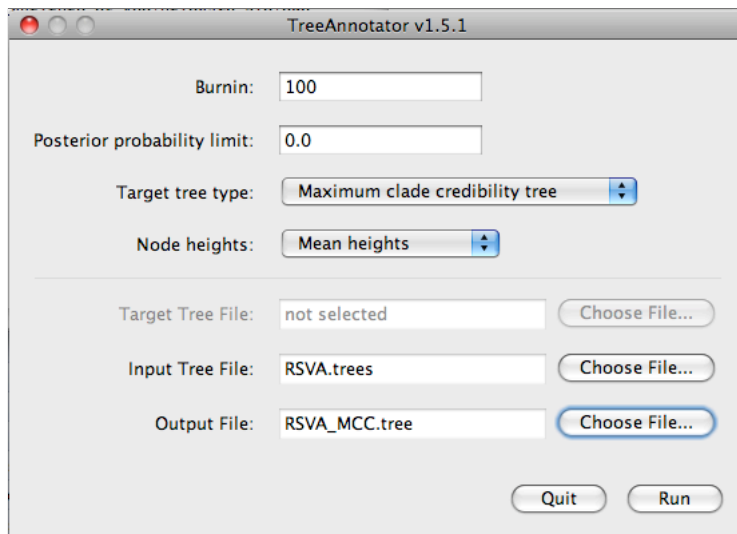 TreeAnnotator v1.5.1
Burnin: 100
Posterior probability limit: 0.0
Target tree type: Maximum clade credibility tree
Node heights: Mean heights
Target Tree File: not selected Choose File...
Input Tree File: RSVA.trees Choose File...
Output File: RSVA_MCC.tree Choose File...
Quit Run